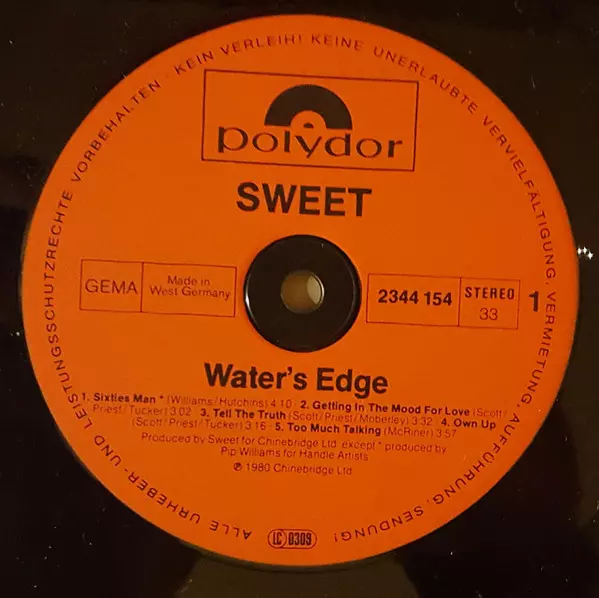 ALLE URHEBER- UND LEISTUNGSSCHUTZRECHTE VORBEHALTEN · KEIN VERLEIH! KEINE UNERLAUBTE VERVIELFÄLTIGUNG, VERMIETUNG, AUFFÜHRUNG, SENDUNG!
polydor
SWEET
GEMA
Made in
West Germany
2344 154
STEREO
33
1
Water's Edge
1. Sixties Man * (Williams/Hutchins) 4:10 2. Getting In The Mood For Love (Scott/
Priest/Tucker) 3:02 3. Tell The Truth (Scott/Priest/Moberley) 3:32 4. Own Up
(Scott/Priest/Tucker) 3:16 5. Too Much Talking (McRiner) 3:57
Produced by Sweet for Chinebridge Ltd except * produced by
Pip Williams for Handle Artists
℗ 1980 Chinebridge Ltd
LC 0309